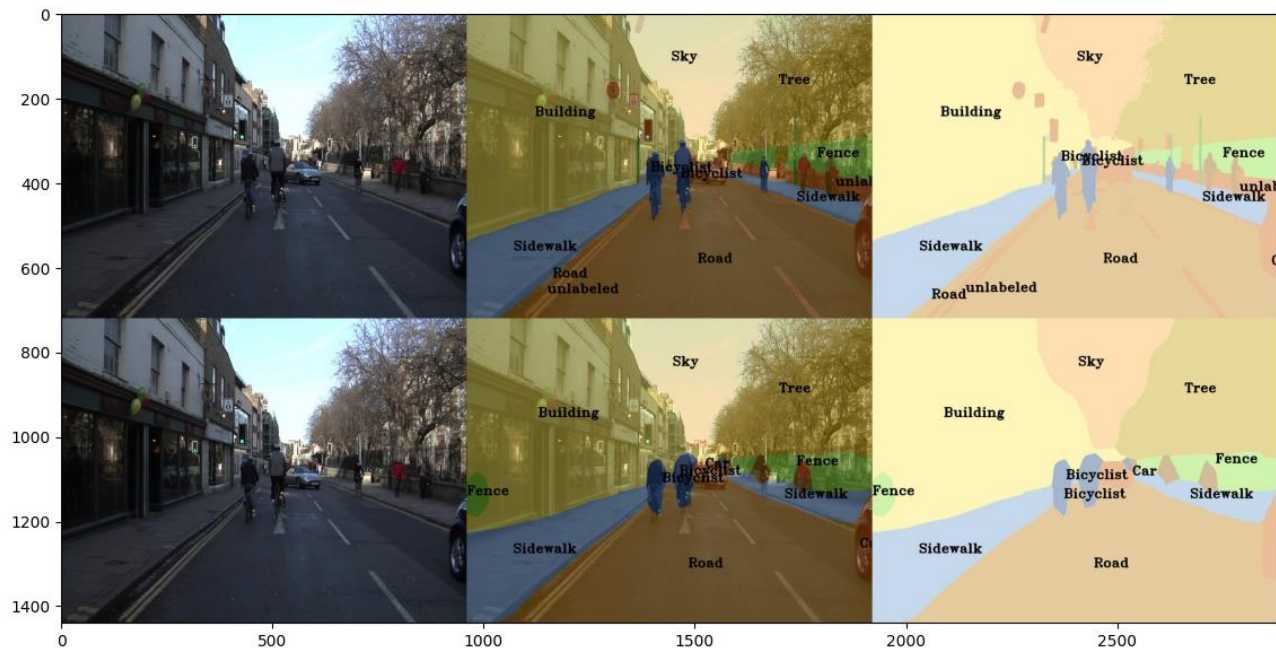 0
200
400
600
800
1000
1200
1400
0
500
1000
1500
2000
2500
Sky
Tree
Building
Fence
Bicyclist
Bicyclist
Sidewalk
Sidewalk
Road
Road
unlabeled
Sky
Tree
Building
Fence
Bicyclist
Bicyclist
Sidewalk
Sidewalk
Road
Road
unlabeled
Sky
Tree
Building
Fence
Fence
Car
Bicyclist
Bicyclist
Sidewalk
Sidewalk
Road
Sky
Tree
Building
Fence
Fence
Car
Bicyclist
Bicyclist
Sidewalk
Sidewalk
Road